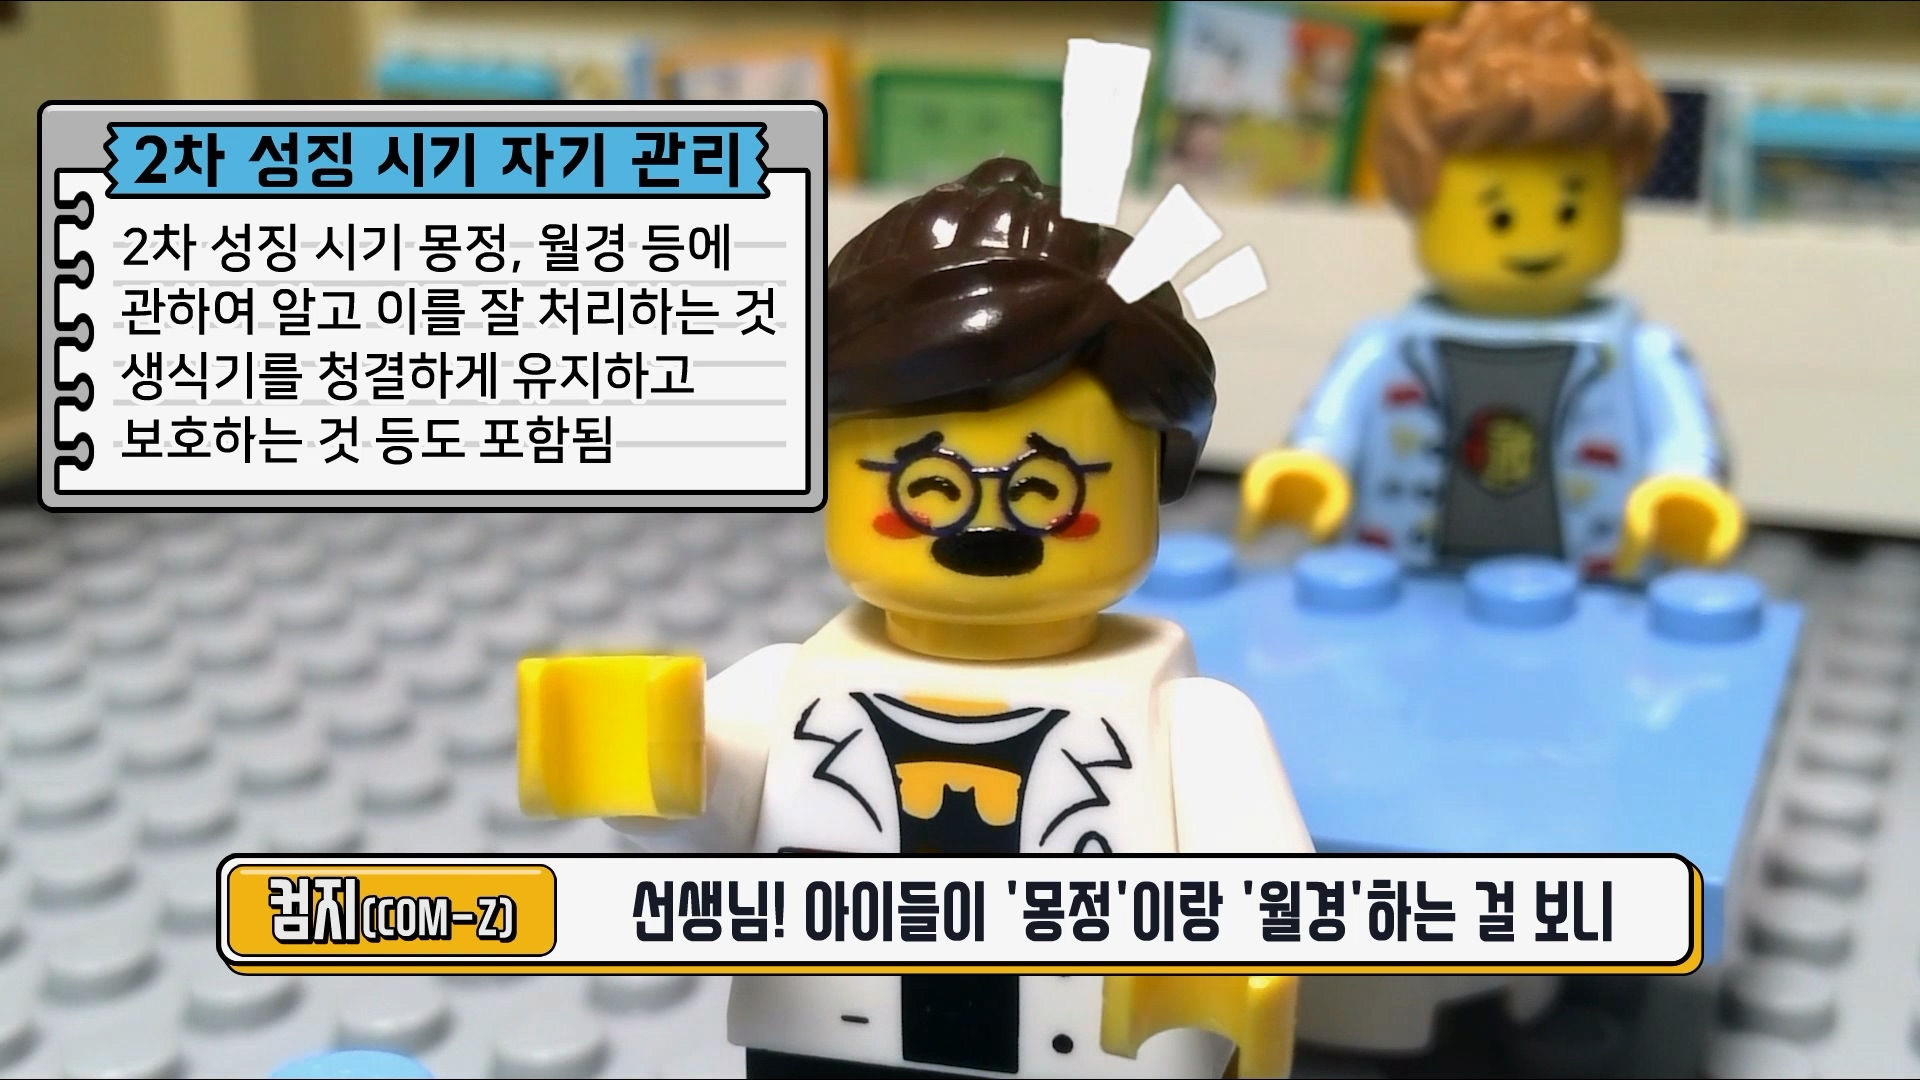 2차 성징 시기 자기 관리
2차 성징 시기 몽정, 월경 등에
관하여 알고 이를 잘 처리하는 것
생식기를 청결하게 유지하고
보호하는 것 등도 포함됨
컴지(COM-Z) 선생님! 아이들이 '몽정'이랑 '월경'하는 걸 보니